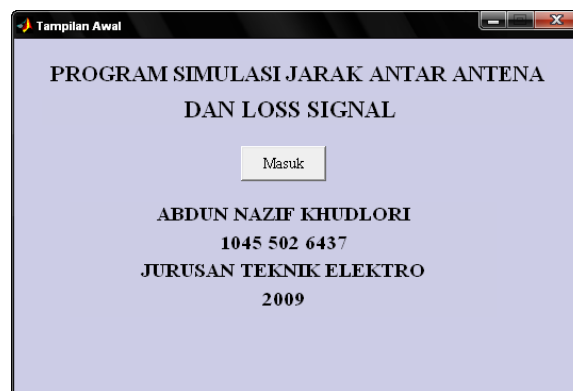 Tampilan Awal
PROGRAM SIMULASI JARAK ANTAR ANTENA
DAN LOSS SIGNAL
Masuk
ABDUN NAZIF KHUDLORI
1045 502 6437
JURUSAN TEKNIK ELEKTRO
2009